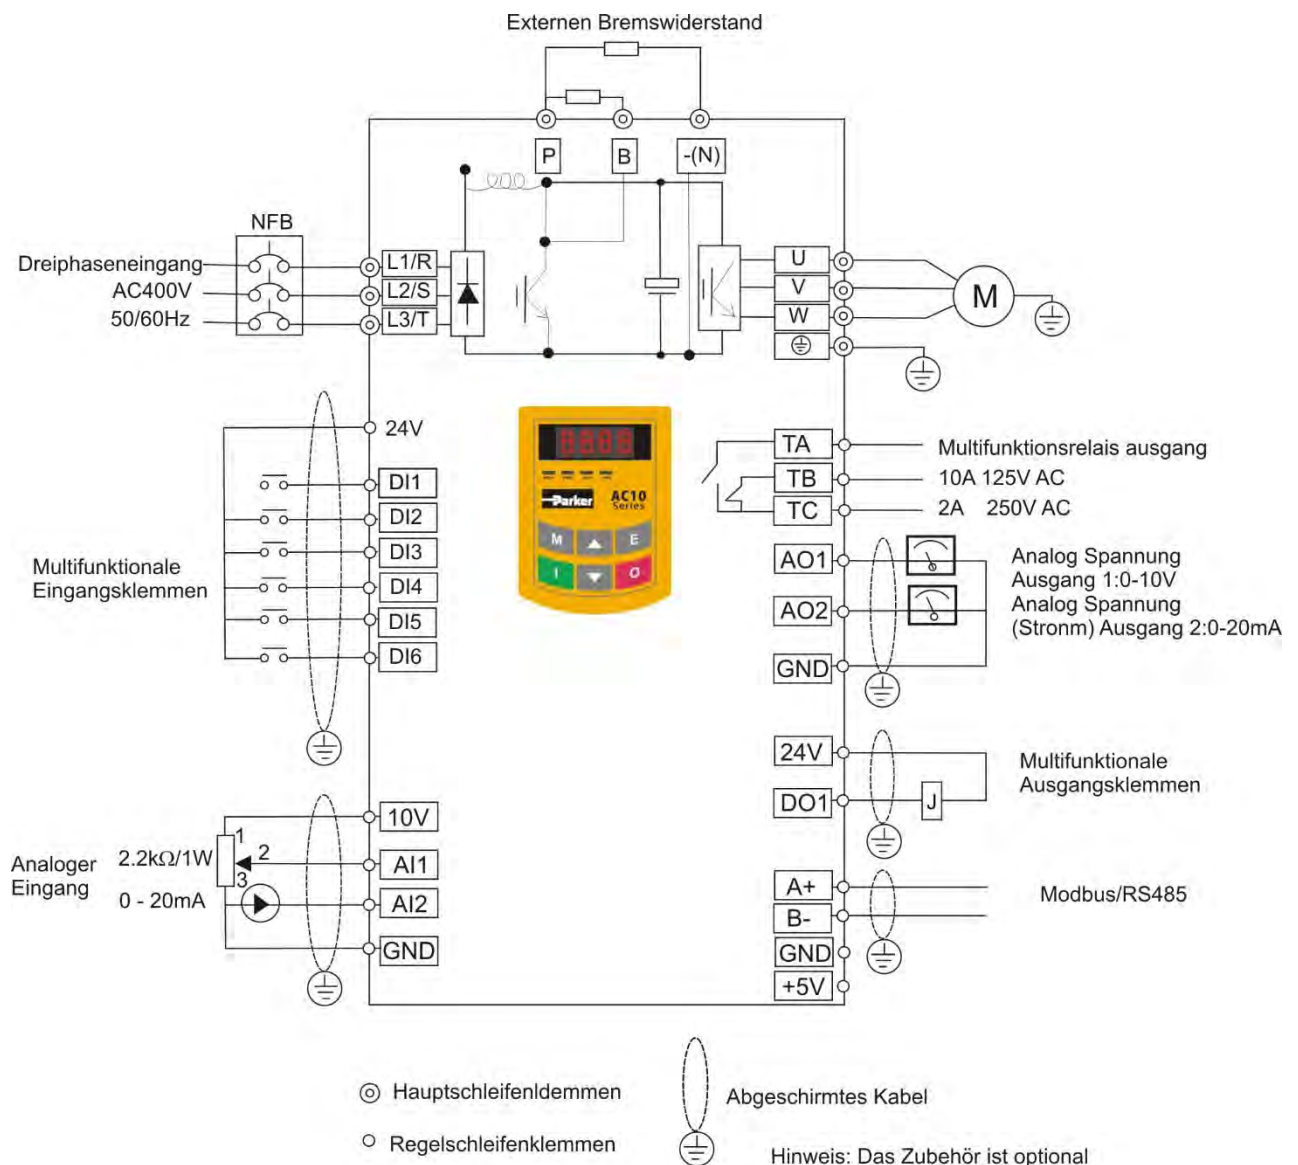 Externen Bremswiderstand
P
B
-(N)
NFB
Dreiphaseneingang
AC400V
50/60Hz
L1/R
L2/S
L3/T
U
V
W
M
24V
DI1
DI2
DI3
DI4
DI5
DI6
Multifunktionale
Eingangsklemmen
Parker
AC10
Series
M
E
I
O
TA
TB
TC
Multifunktionsrelais ausgang
10A 125V AC
2A 250V AC
AO1
AO2
GND
Analog Spannung
Ausgang 1:0-10V
Analog Spannung
(Stronm) Ausgang 2:0-20mA
24V
DO1
J
Multifunktionale
Ausgangsklemmen
10V
AI1
AI2
GND
1
2
3
2.2kΩ/1W
0 - 20mA
Analoger
Eingang
A+
B-
GND
+5V
Modbus/RS485
Hauptschleifenldemmen
Regelschleifenklemmen
Abgeschirmtes Kabel
Hinweis: Das Zubehör ist optional